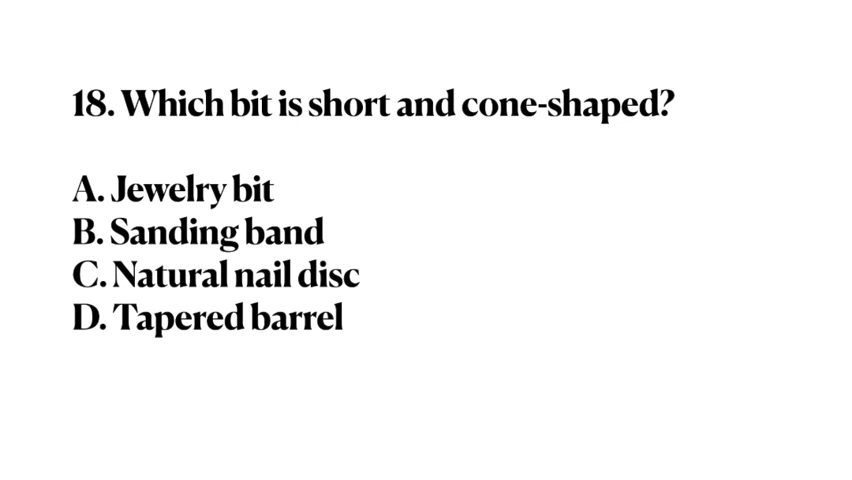 18. Which bit is short and cone-shaped?
A. Jewelry bit
B. Sanding band
C. Natural nail disc
D. Tapered barrel